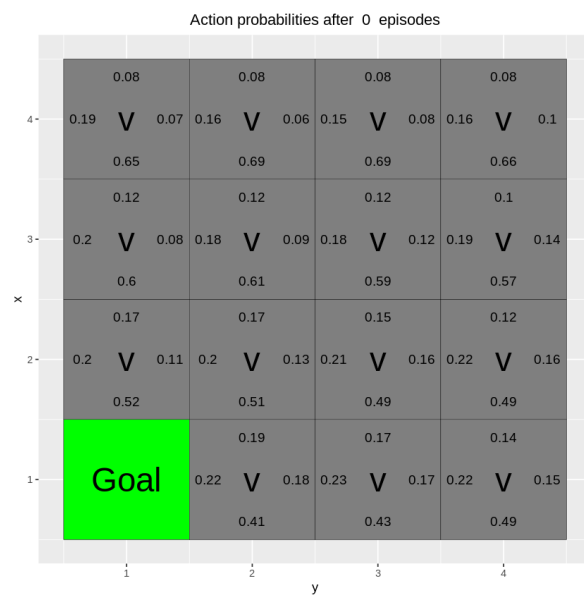 Action probabilities after 0 episodes
0.08 0.08 0.08 0.08
4 0.19 V 0.07 0.16 V 0.06 0.15 V 0.08 0.16 V 0.1
0.65 0.69 0.69 0.66
0.12 0.12 0.12 0.1
3 0.2 V 0.08 0.18 V 0.09 0.18 V 0.12 0.19 V 0.14
0.6 0.61 0.59 0.57
x
0.17 0.17 0.15 0.12
2 0.2 V 0.11 0.2 V 0.13 0.21 V 0.16 0.22 V 0.16
0.52 0.51 0.49 0.49
0.19 0.17 0.14
1 Goal 0.22 V 0.18 0.23 V 0.17 0.22 V 0.15
0.41 0.43 0.49
1 2 3 4
y